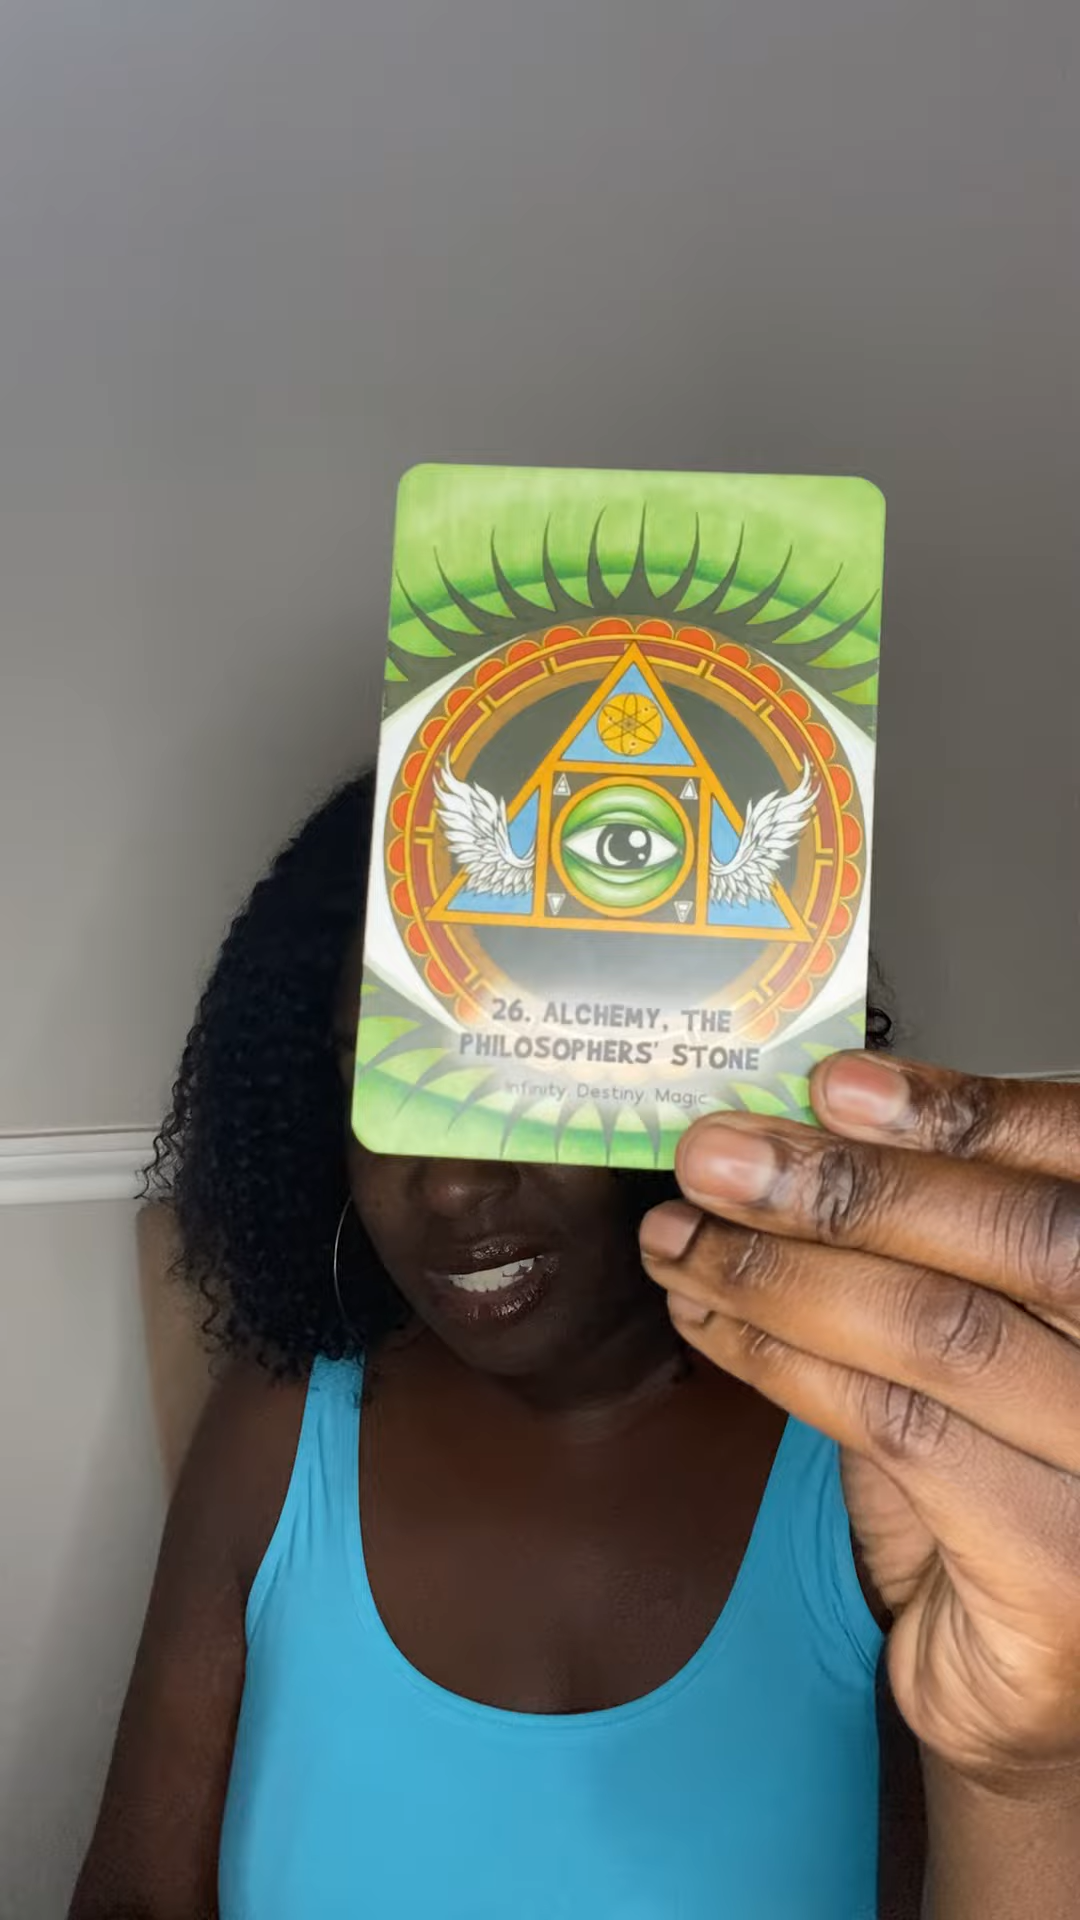 26. ALCHEMY, THE
PHILOSOPHERS' STONE
Infinity. Destiny. Magic